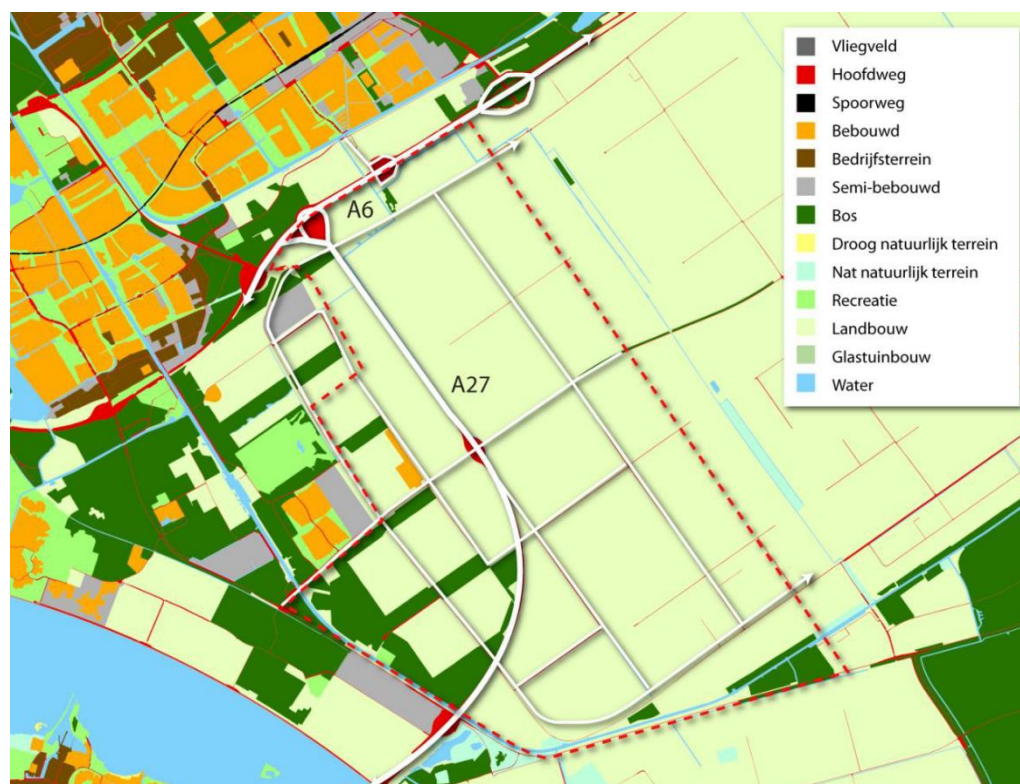 Vliegveld
Hoofdweg
Spoorweg
Bebouwd
Bedrijfsterrein
Semi-bebouwd
Bos
Droog natuurlijk terrein
Nat natuurlijk terrein
Recreatie
Landbouw
Glastuinbouw
Water
A6
A27